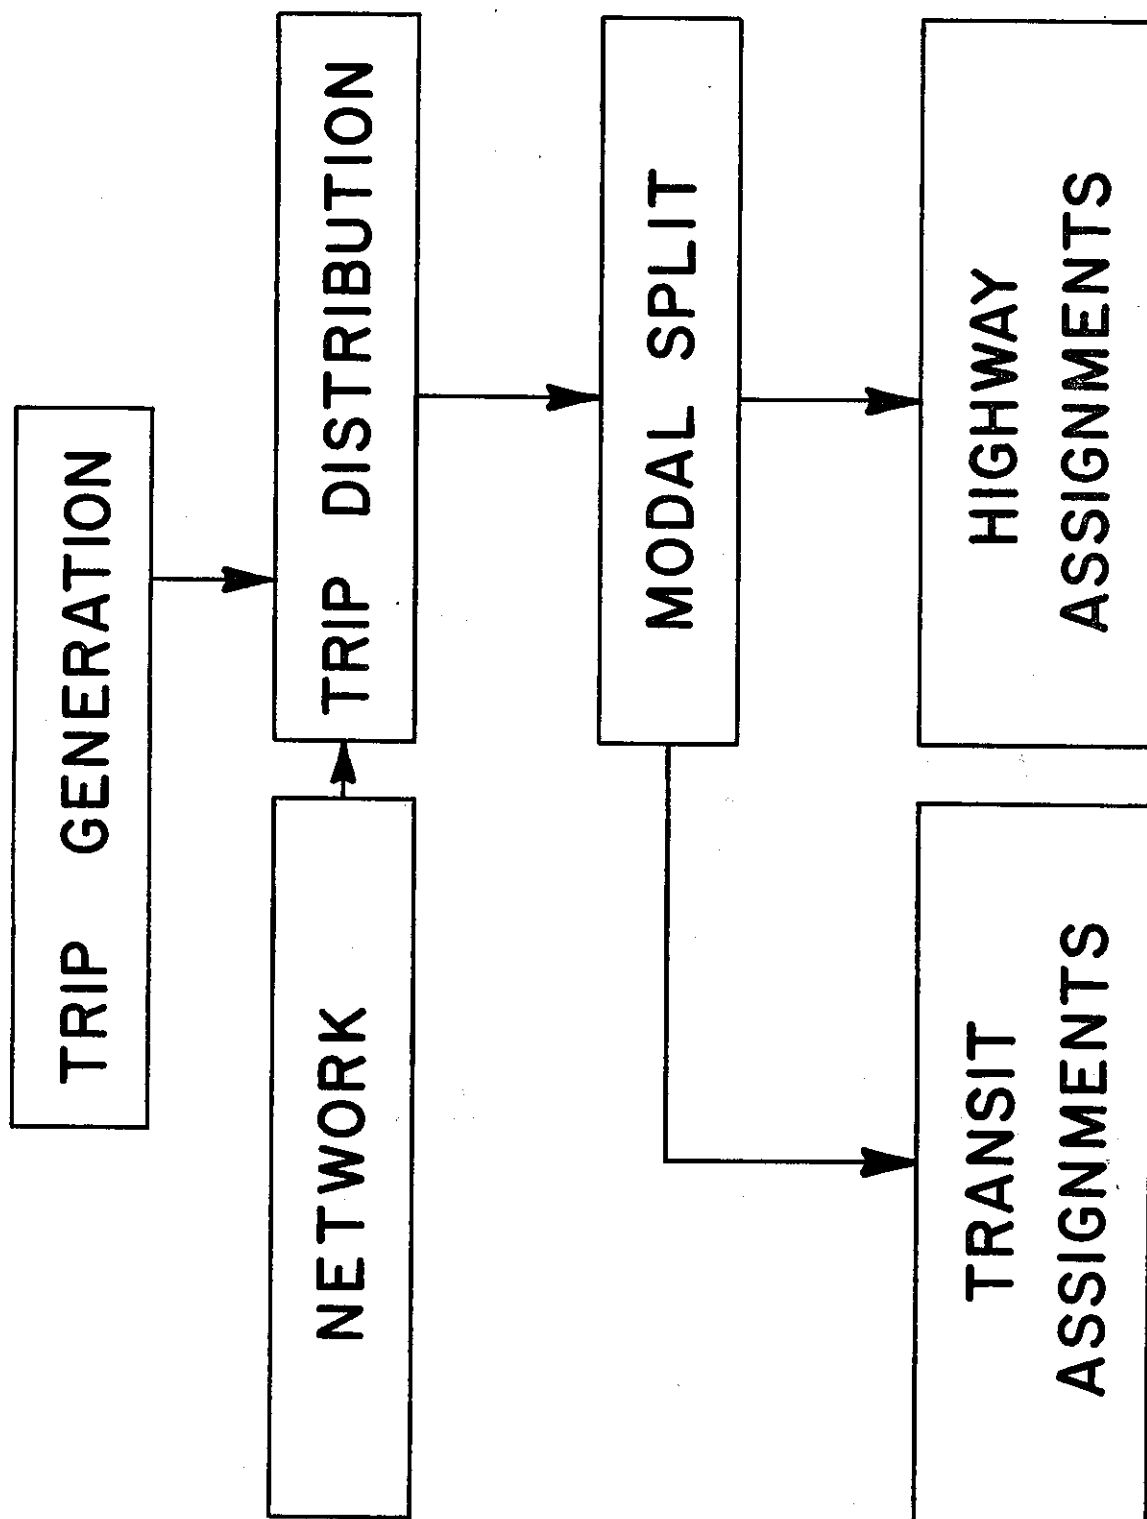 TRIP GENERATION
NETWORK
TRIP DISTRIBUTION
MODAL SPLIT
TRANSIT
ASSIGNMENTS
HIGHWAY
ASSIGNMENTS